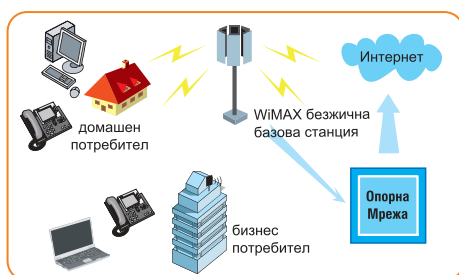 Интернет
WiMAX безжична
базова станция
домашен
потребител
Опорна
Мрежа
бизнес
потребител